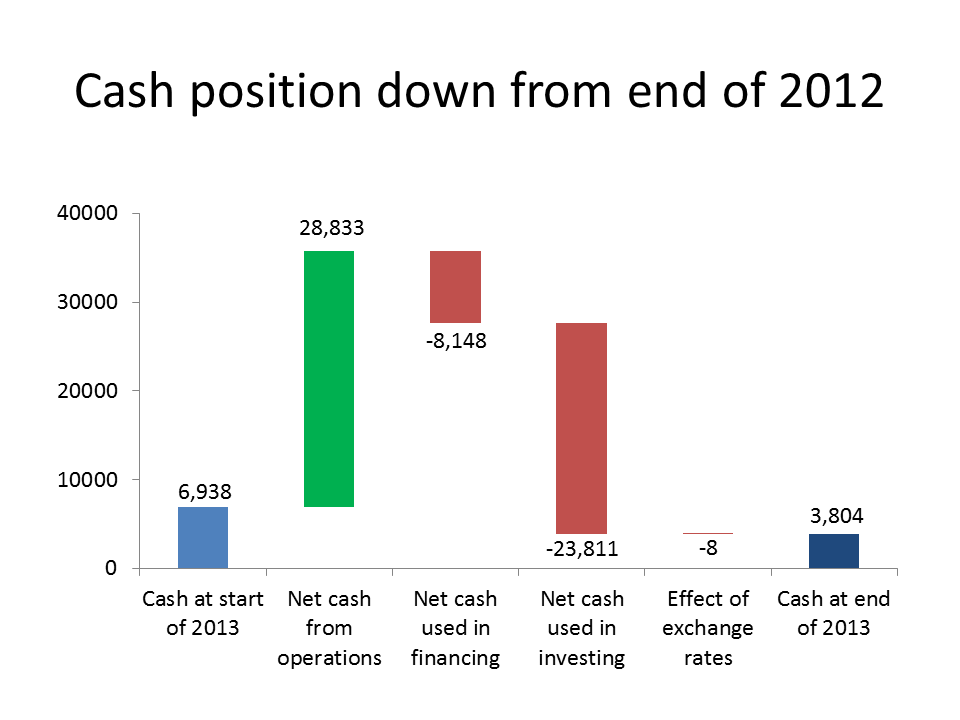 Cash position down from end of 2012
40000
30000
20000
10000
0
6,938
28,833
-8,148
-23,811
-8
3,804
Cash at start
of 2013
Net cash
from
operations
Net cash
used in
financing
Net cash
used in
investing
Effect of
exchange
rates
Cash at end
of 2013